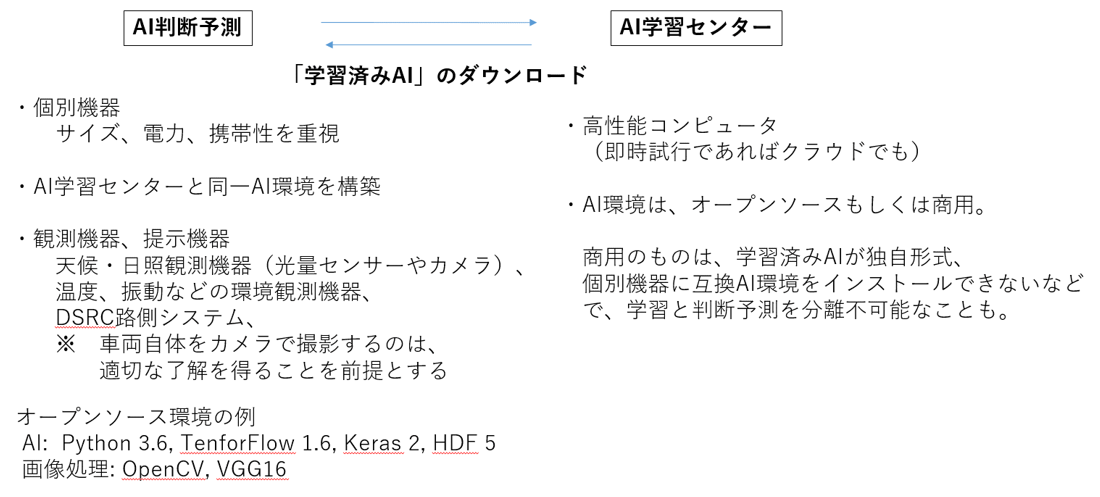 AI判断予測
AI学習センター
「学習済みAI」のダウンロード
・個別機器
サイズ、電力、携帯性を重視
・AI学習センターと同一AI環境を構築
・観測機器、提示機器
天候・日照観測機器（光量センサーやカメラ）、
温度、振動などの環境観測機器、
DSRC路側システム、
※　車両自体をカメラで撮影するのは、
適切な了解を得ることを前提とする
オープンソース環境の例
AI:  Python 3.6, TenforFlow 1.6, Keras 2, HDF 5
画像処理: OpenCV, VGG16
・高性能コンピュータ
（即時試行であればクラウドでも）
・AI環境は、オープンソースもしくは商用。
商用のものは、学習済みAIが独自形式、
個別機器に互換AI環境をインストールできないなど
で、学習と判断予測を分離不可能なことも。